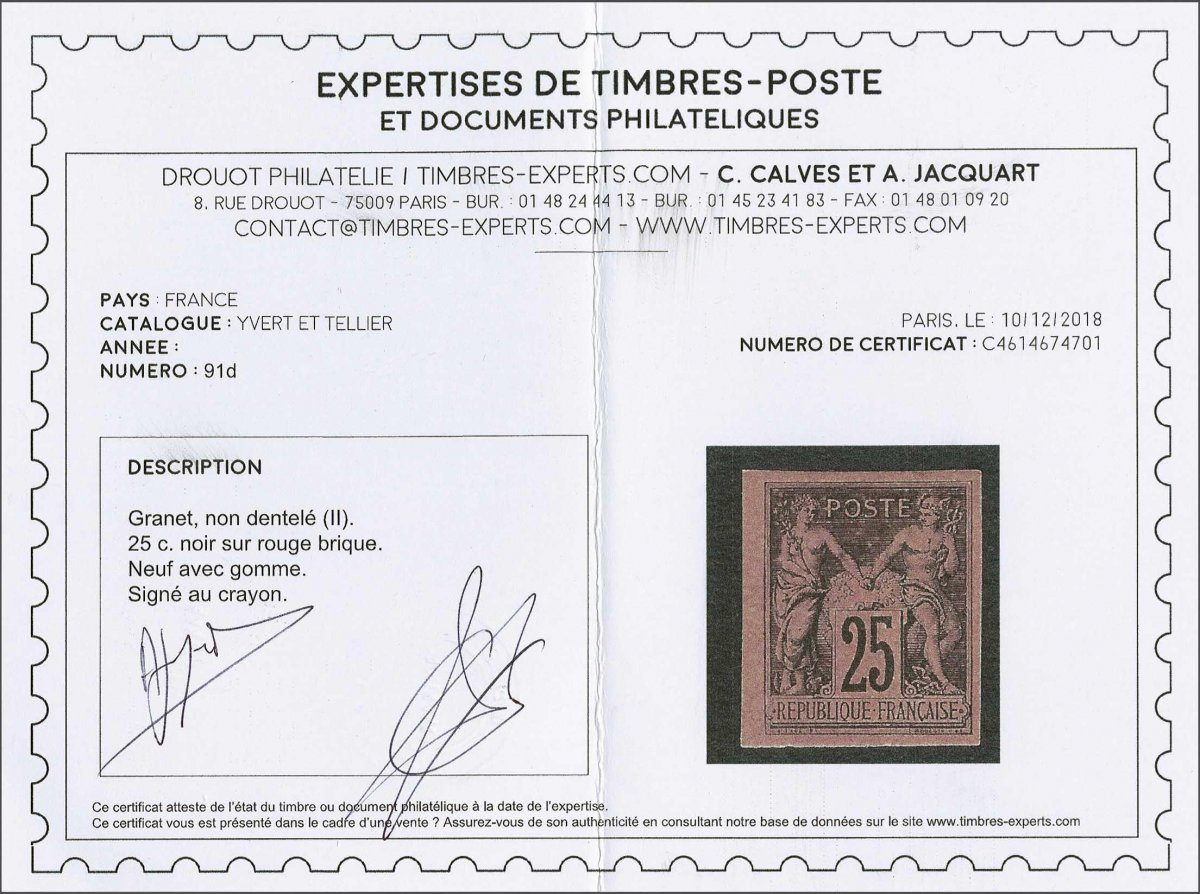 EXPERTISES DE TIMBRES-POSTE
ET DOCUMENTS PHILATELIQUES
DROUOT PHILATELIE / TIMBRES-EXPERTS.COM - C. CALVES ET A. JACQUART
8, RUE DROUOT - 75009 PARIS - BUR. : 01 48 24 44 13 - BUR. : 01 45 23 41 83 - FAX : 01 48 01 09 20
CONTACT@TIMBRES-EXPERTS.COM - WWW.TIMBRES-EXPERTS.COM
PAYS : FRANCE
CATALOGUE : YVERT ET TELLIER
ANNEE :
NUMERO : 91d
PARIS, LE : 10/12/2018
NUMERO DE CERTIFICAT : C4614674701
DESCRIPTION
Granet, non dentelé (II).
25 c. noir sur rouge brique.
Neuf avec gomme.
Signé au crayon.
POSTE
25
REPUBLIQUE FRANÇAISE
Ce certificat atteste de l'état du timbre ou document philatélique à la date de l'expertise.
Ce certificat vous est présenté dans le cadre d'une vente ? Assurez-vous de son authenticité en consultant notre base de données sur le site www.timbres-experts.com